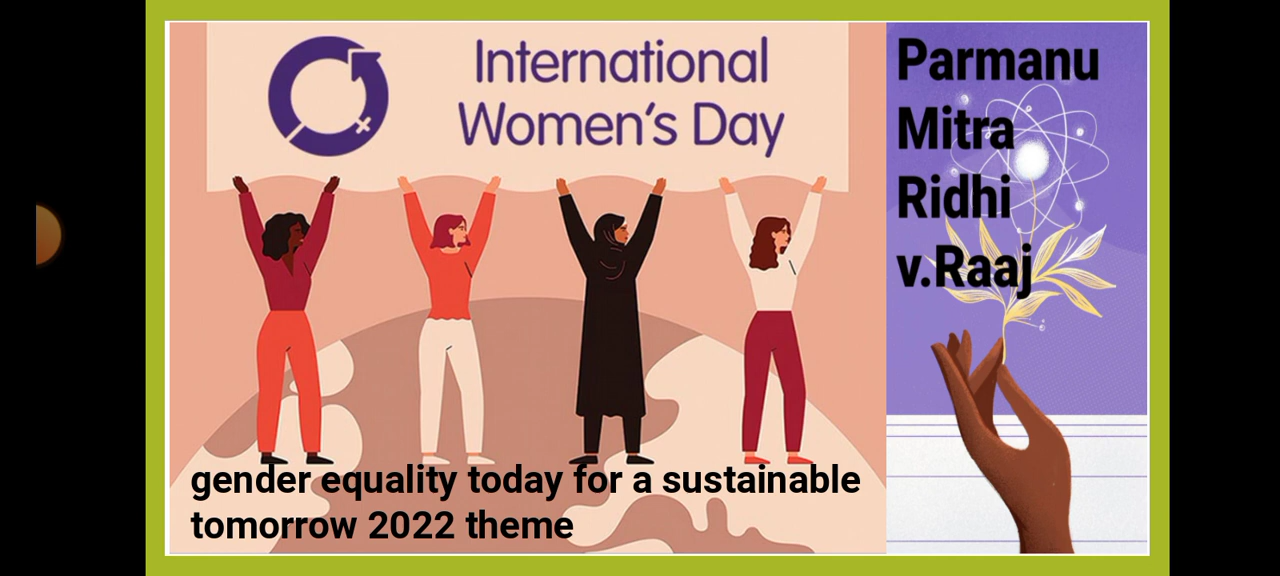 International
Women's Day
gender equality today for a sustainable
tomorrow 2022 theme
Parmanu
Mitra
Ridhi
v.Raaj